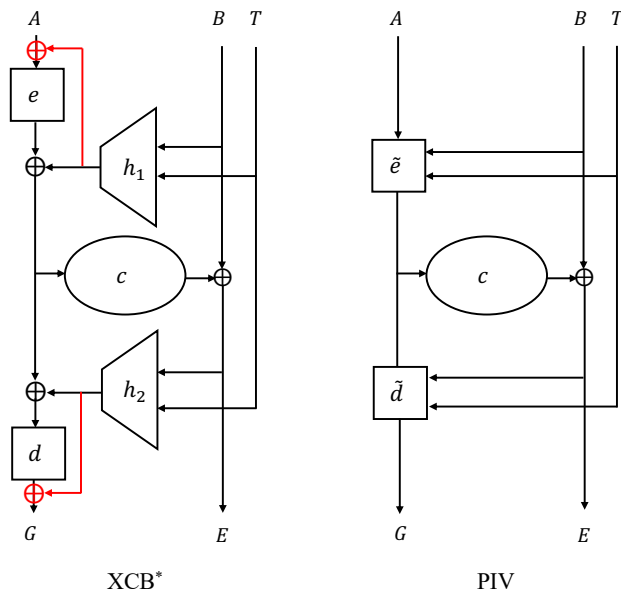 A B T A B T
e
h₁ ẽ
c c
h₂ d̃
d
G E G E
XCB* PIV